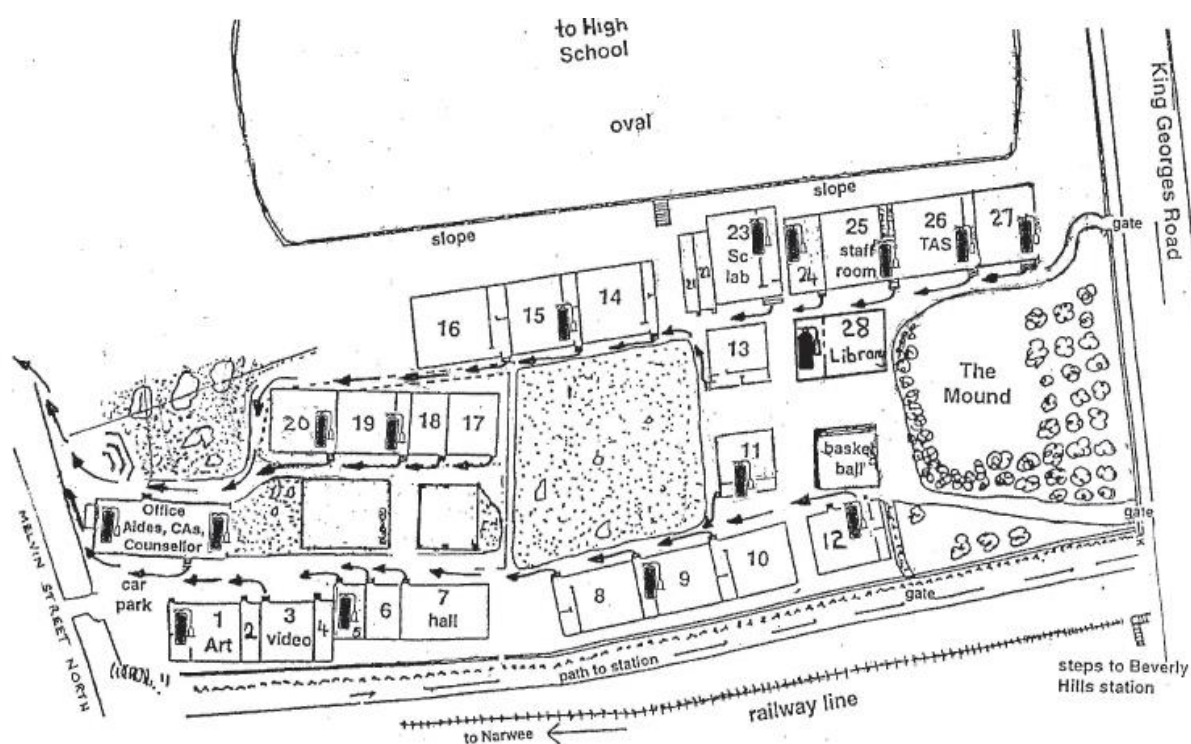 to High
School
oval
slope
slope
King Georges Road
gate
23
Sc
lab
24
25
staff
room
26
TAS
27
21
22
16
15
14
13
28
Library
The
Mound
20
19
18
17
11
basket
ball
gate
Office
Aides, CAs,
Counsellor
12
10
9
8
car
park
1
Art
2
3
video
4
5
6
7
hall
gate
MELVIN STREET NORTH
path to station
steps to Beverly
Hills station
railway line
to Narwee